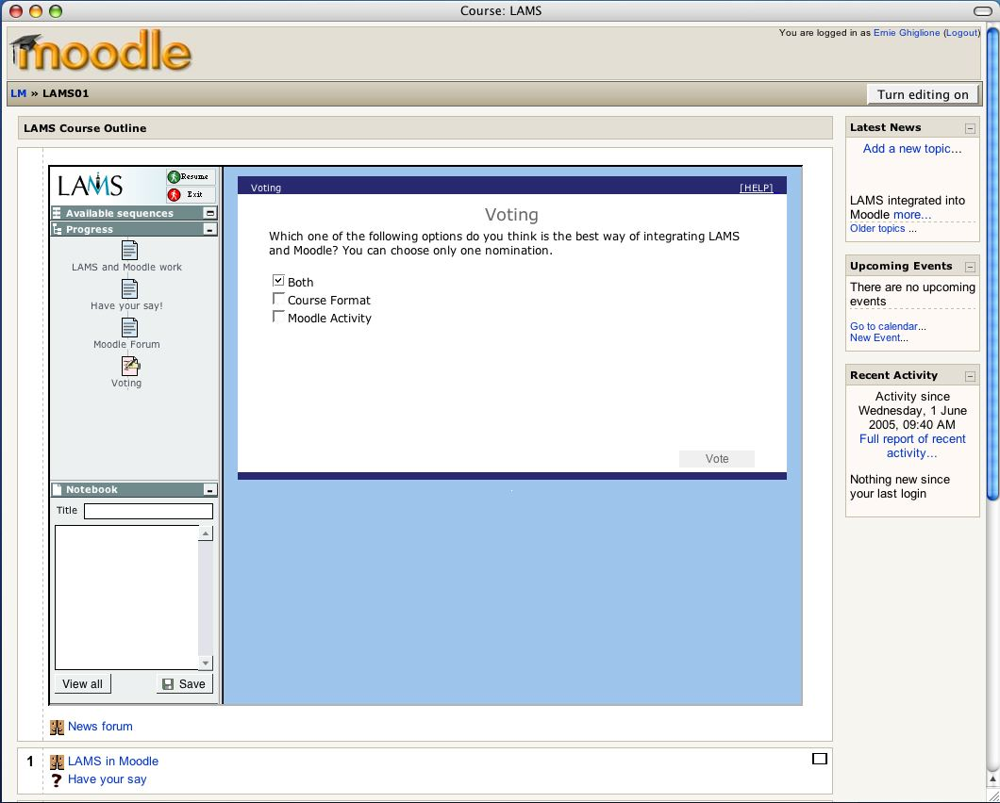 Course: LAMS
moodle
You are logged in as Ernie Ghiglione (Logout)
LM » LAMS01
Turn editing on
LAMS Course Outline
LAMS
Resume
Exit
Available sequences
Progress
LAMS and Moodle work
Have your say!
Moodle Forum
Voting
Notebook
Title
View all
Save
Voting
[HELP]
Voting
Which one of the following options do you think is the best way of integrating LAMS
and Moodle? You can choose only one nomination.
Both
Course Format
Moodle Activity
Vote
News forum
1
LAMS in Moodle
Have your say
Latest News
Add a new topic...
LAMS integrated into
Moodle more...
Older topics ...
Upcoming Events
There are no upcoming
events
Go to calendar...
New Event...
Recent Activity
Activity since
Wednesday, 1 June
2005, 09:40 AM
Full report of recent
activity...
Nothing new since
your last login